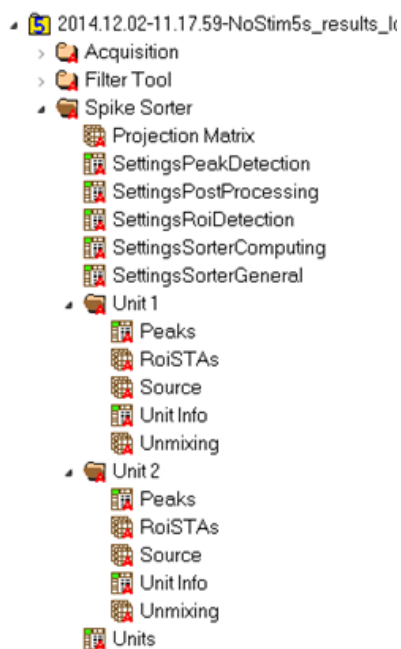 2014.12.02-11.17.59-NoStim5s_results_l
Acquisition
Filter Tool
Spike Sorter
Projection Matrix
SettingsPeakDetection
SettingsPostProcessing
SettingsRoiDetection
SettingsSorterComputing
SettingsSorterGeneral
Unit 1
Peaks
RoiSTAs
Source
Unit Info
Unmixing
Unit 2
Peaks
RoiSTAs
Source
Unit Info
Unmixing
Units